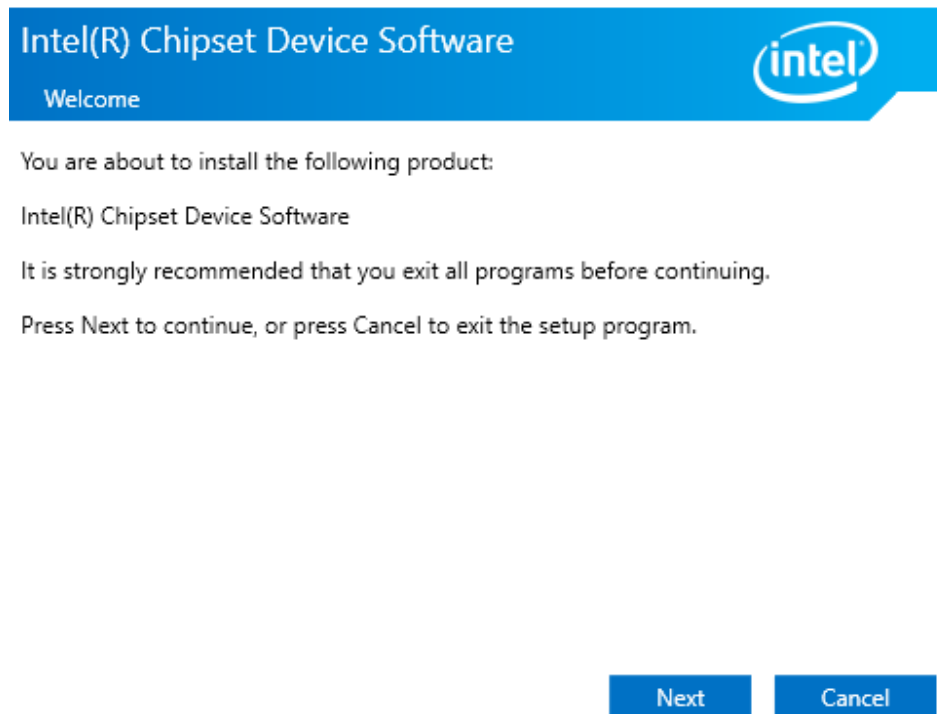 Intel(R) Chipset Device Software
intel
Welcome
You are about to install the following product:
Intel(R) Chipset Device Software
It is strongly recommended that you exit all programs before continuing.
Press Next to continue, or press Cancel to exit the setup program.
Next
Cancel